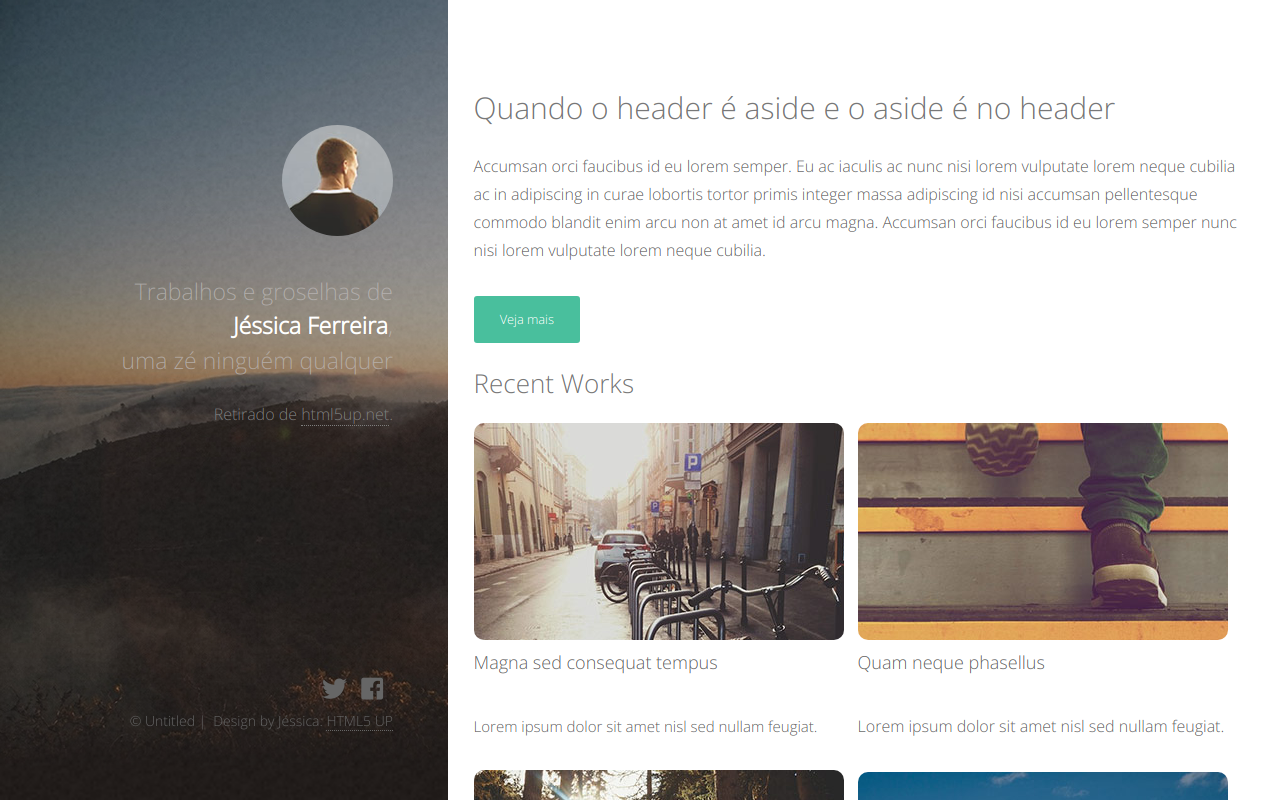 Trabalhos e groselhas de
Jéssica Ferreira,
uma zé ninguém qualquer
Retirado de html5up.net.
© Untitled | Design by Jéssica: HTML5 UP
Quando o header é aside e o aside é no header
Accumsan orci faucibus id eu lorem semper. Eu ac iaculis ac nunc nisi lorem vulputate lorem neque cubilia
ac in adipiscing in curae lobortis tortor primis integer massa adipiscing id nisi accumsan pellentesque
commodo blandit enim arcu non at amet id arcu magna. Accumsan orci faucibus id eu lorem semper nunc
nisi lorem vulputate lorem neque cubilia.
Veja mais
Recent Works
P
P
Magna sed consequat tempus
Quam neque phasellus
Lorem ipsum dolor sit amet nisl sed nullam feugiat.
Lorem ipsum dolor sit amet nisl sed nullam feugiat.